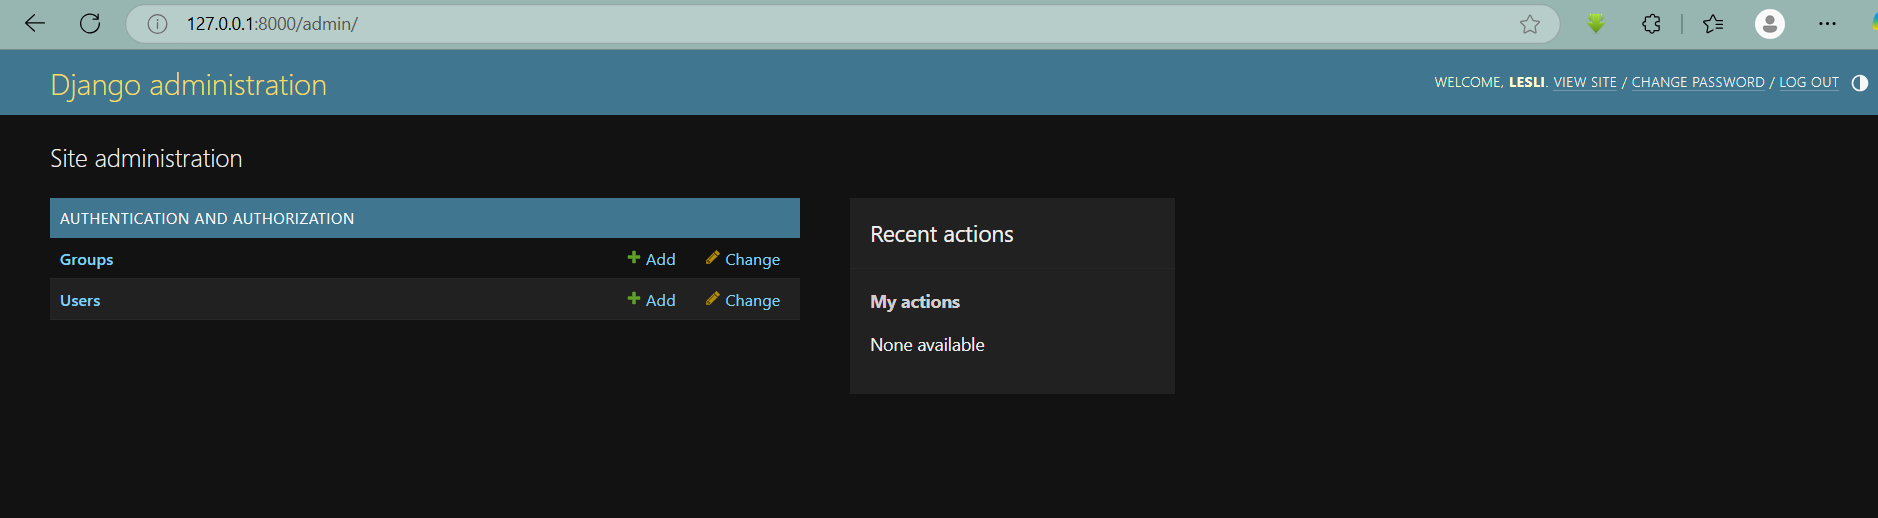 127.0.0.1:8000/admin/
Django administration
WELCOME, LESLI. VIEW SITE / CHANGE PASSWORD / LOG OUT
Site administration
AUTHENTICATION AND AUTHORIZATION
Groups Add Change
Users Add Change
Recent actions
My actions
None available